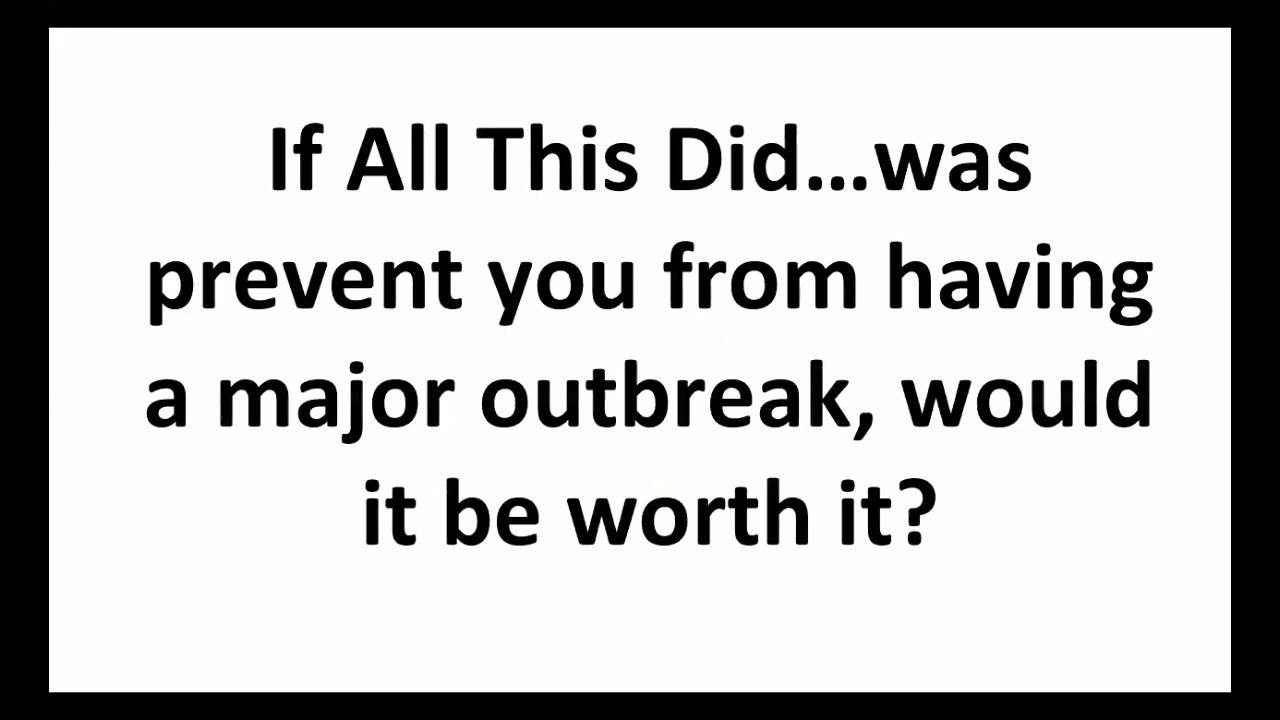 If All This Did...was
prevent you from having
a major outbreak, would
it be worth it?